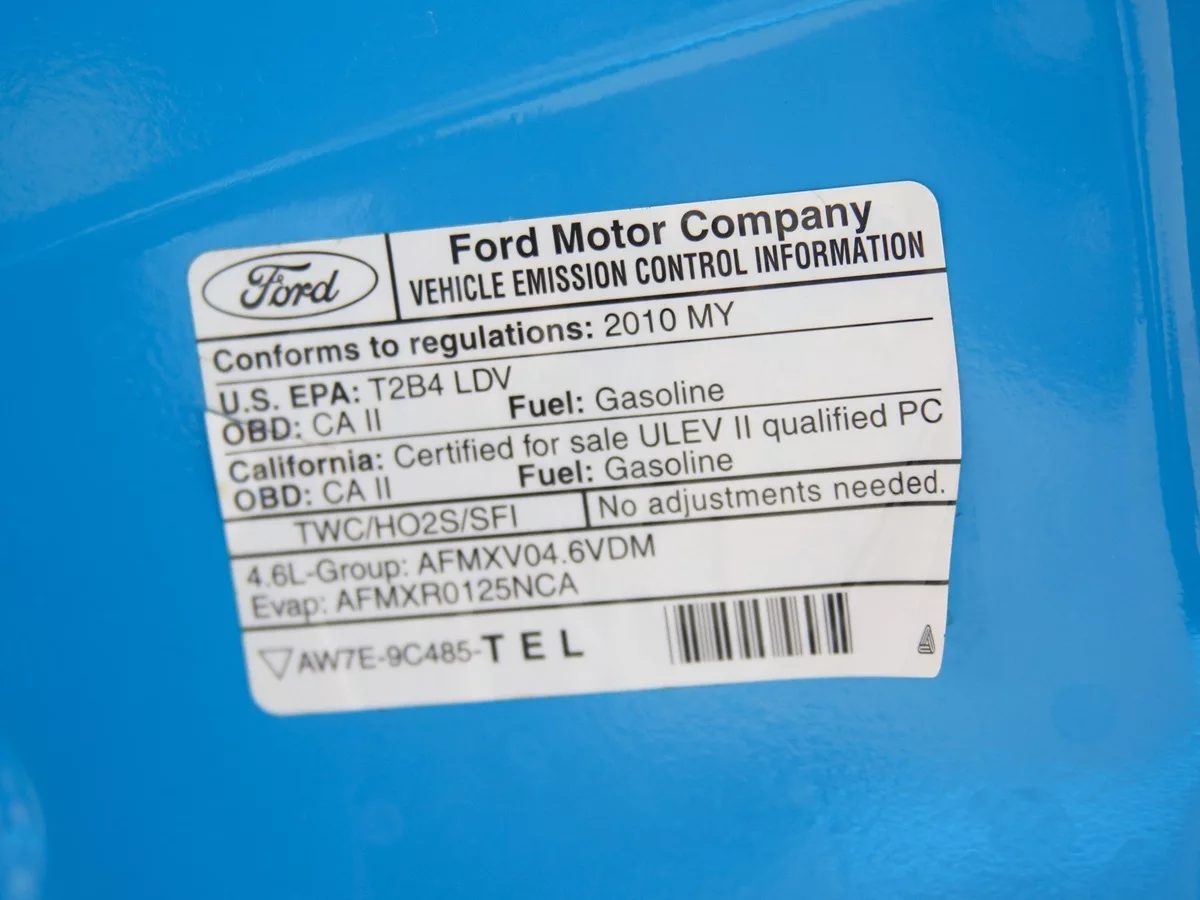 Ford
Ford Motor Company
VEHICLE EMISSION CONTROL INFORMATION
Conforms to regulations: 2010 MY
U.S. EPA: T2B4 LDV
OBD: CA II Fuel: Gasoline
California: Certified for sale ULEV II qualified PC
OBD: CA II Fuel: Gasoline
TWC/HO2S/SFI No adjustments needed.
4.6L-Group: AFMXV04.6VDM
Evap: AFMXR0125NCA
AW7E-9C485-TEL